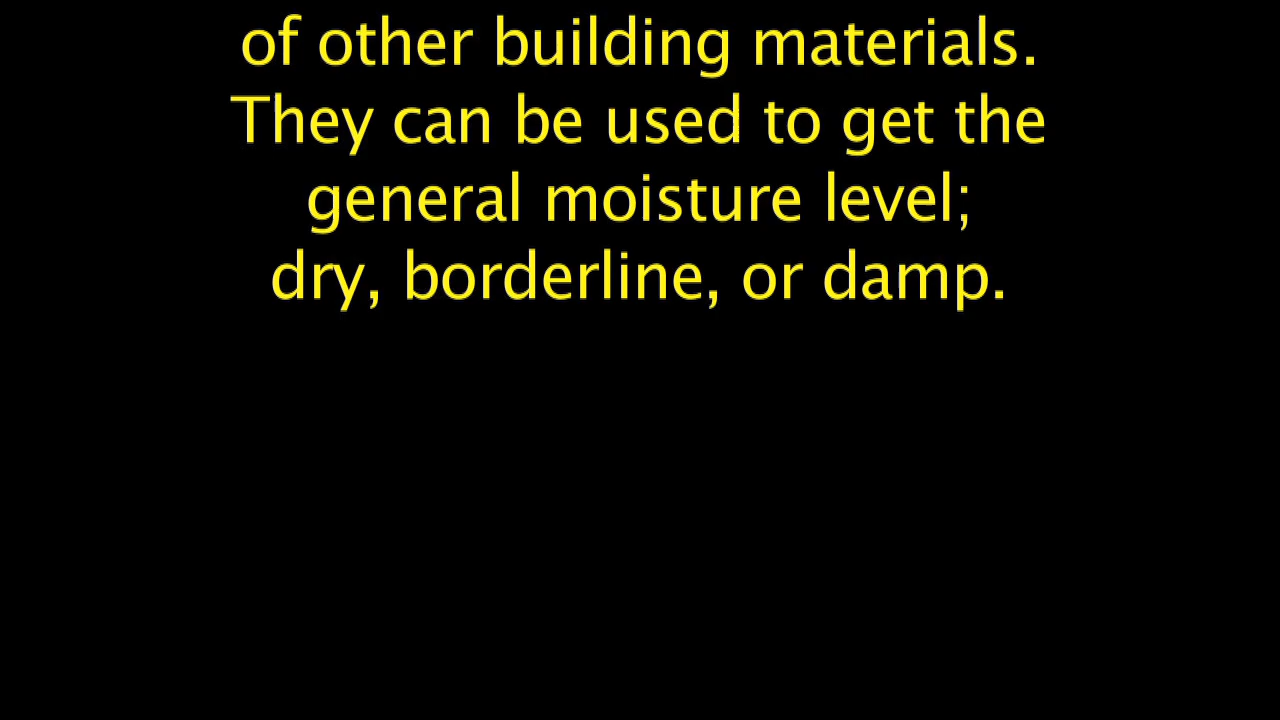 of other building materials.
They can be used to get the
general moisture level;
dry, borderline, or damp.